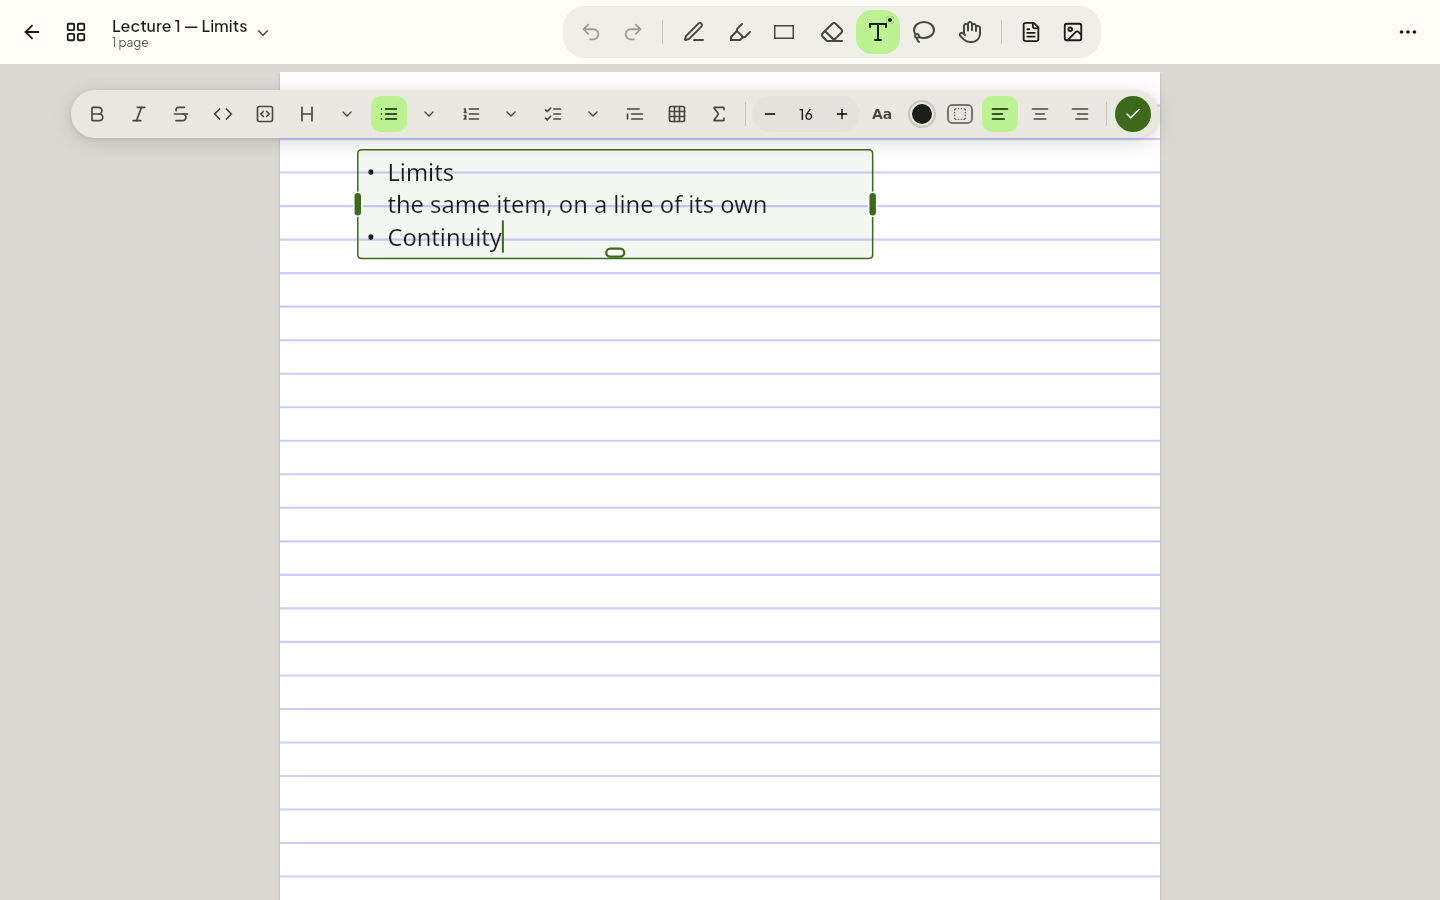 Lecture 1 — Limits
1 page
16
Aa
• Limits
the same item, on a line of its own
• Continuity